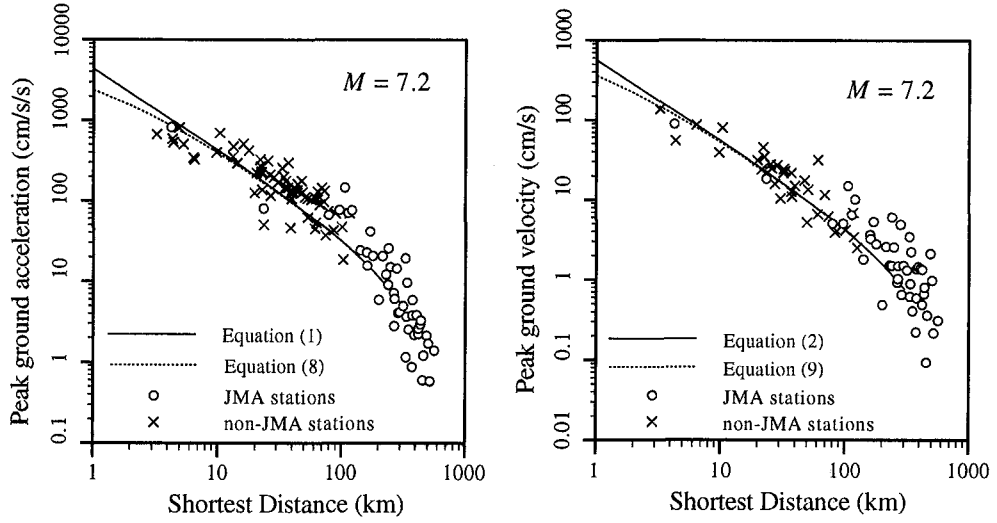 Peak ground acceleration (cm/s/s)
10000
1000
100
10
1
0.1
M = 7.2
Equation (1)
Equation (8)
JMA stations
non-JMA stations
1 10 100 1000
Shortest Distance (km)
Peak ground velocity (cm/s)
1000
100
10
1
0.1
0.01
M = 7.2
Equation (2)
Equation (9)
JMA stations
non-JMA stations
1 10 100 1000
Shortest Distance (km)